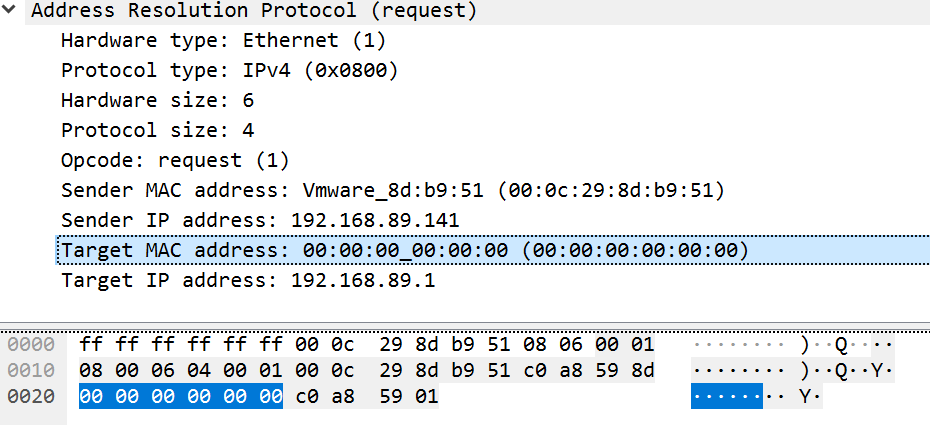 Address Resolution Protocol (request)
Hardware type: Ethernet (1)
Protocol type: IPv4 (0x0800)
Hardware size: 6
Protocol size: 4
Opcode: request (1)
Sender MAC address: Vmware_8d:b9:51 (00:0c:29:8d:b9:51)
Sender IP address: 192.168.89.141
Target MAC address: 00:00:00_00:00:00 (00:00:00:00:00:00)
Target IP address: 192.168.89.1
0000 ff ff ff ff ff ff 00 0c 29 8d b9 51 08 06 00 01 ········ )··Q····
0010 08 00 06 04 00 01 00 0c 29 8d b9 51 c0 a8 59 8d ········ )··Q··Y·
0020 00 00 00 00 00 00 c0 a8 59 01 ········ Y·